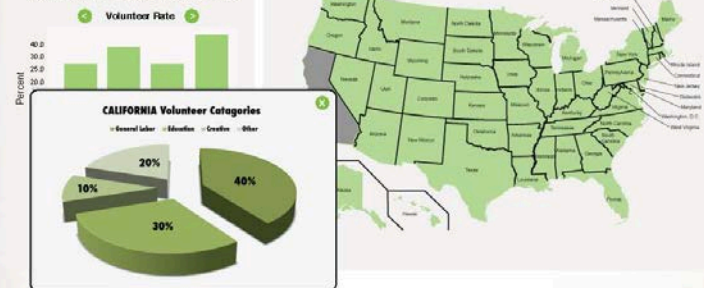 Volunteer Rate
40.0
30.0
25.0
20.0
Percent
CALIFORNIA Volunteer Catagories
General Labor Education Creative Other
20%
10%
40%
30%
Washington
Oregon
Idaho
Montana
North Dakota
South Dakota
Wyoming
Nebraska
Nevada
Utah
Colorado
Kansas
Arizona
New Mexico
Oklahoma
Texas
Minnesota
Iowa
Missouri
Arkansas
Louisiana
Wisconsin
Michigan
Illinois
Indiana
Ohio
Kentucky
Tennessee
Alabama
Georgia
Florida
South Carolina
North Carolina
Virginia
Pennsylvania
New York
Maine
Vermont
Massachusetts
Rhode Island
Connecticut
New Jersey
Delaware
Maryland
Washington, D.C.
West Virginia
Alaska
Hawaii